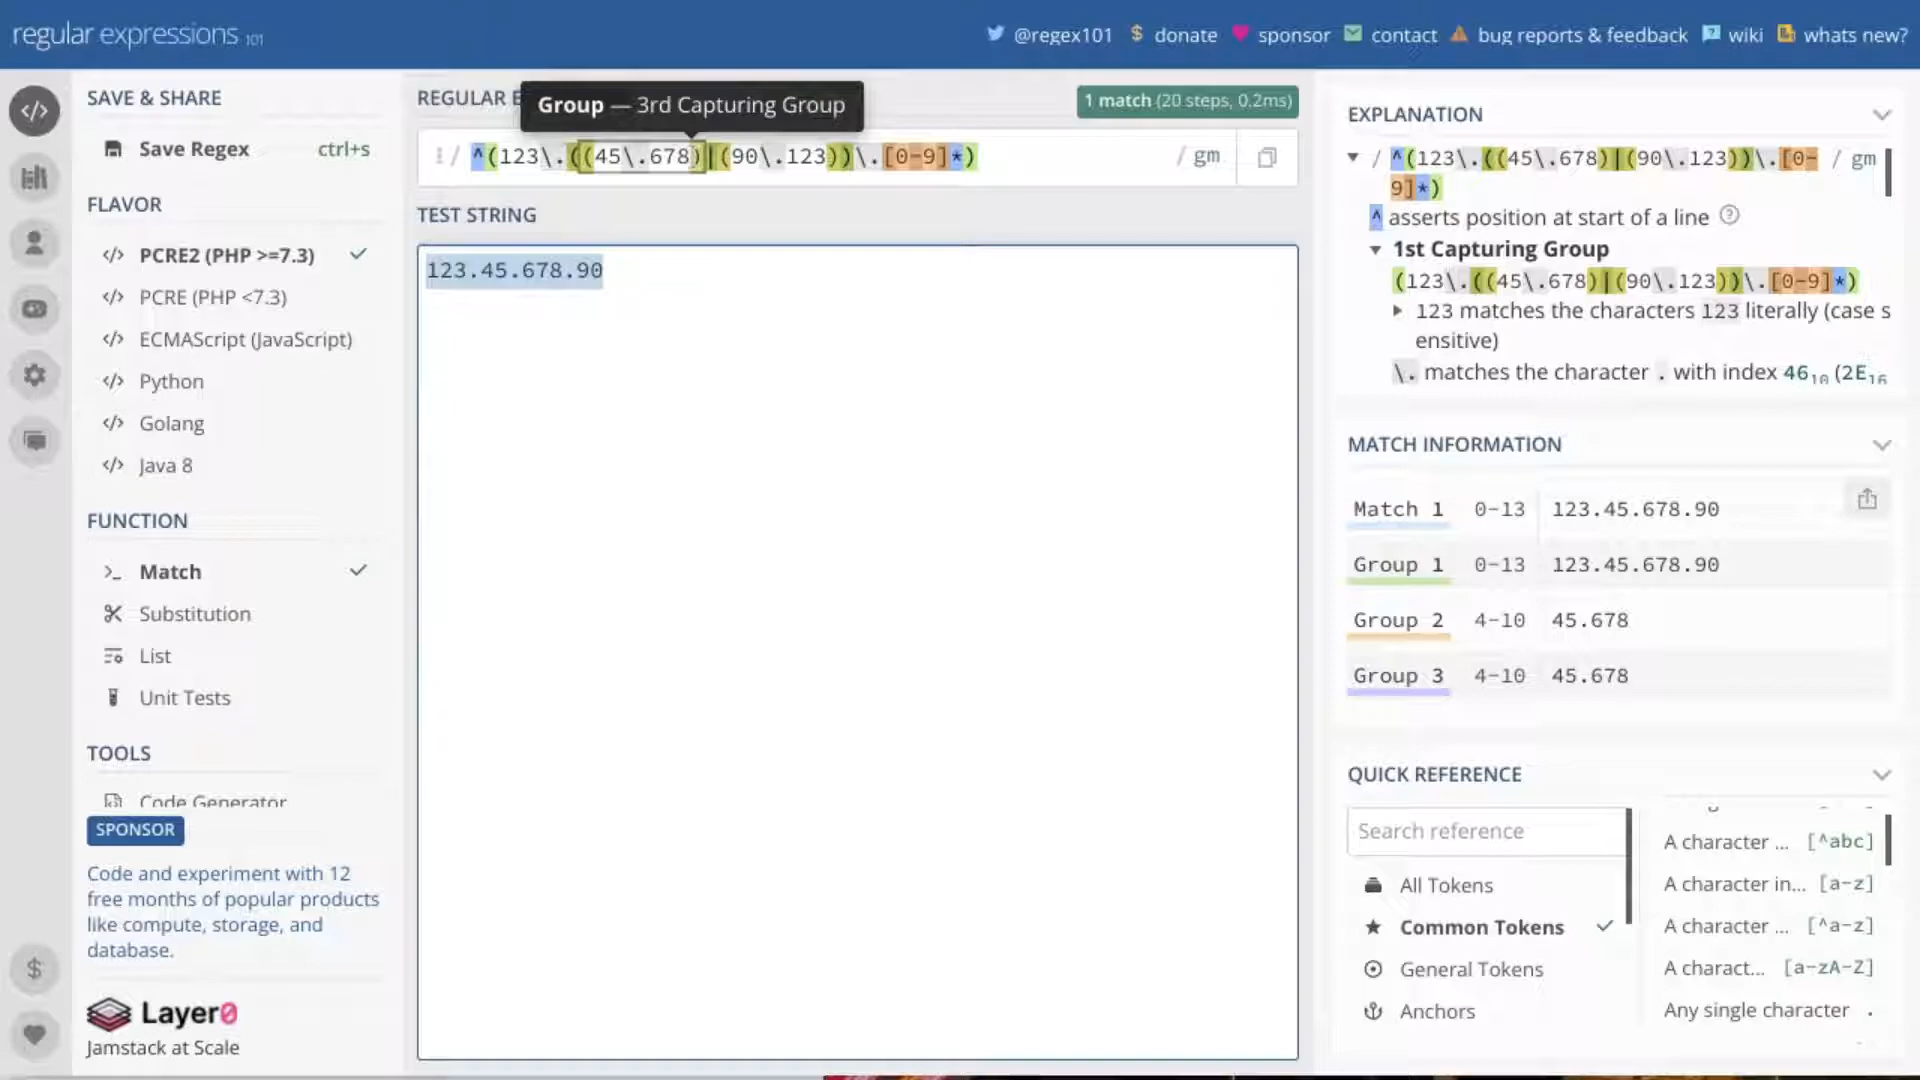 regular expressions 101
@regex101
$ donate
sponsor
contact
bug reports & feedback
wiki
whats new?
SAVE & SHARE
Save Regex ctrl+s
FLAVOR
</> PCRE2 (PHP >=7.3)
</> PCRE (PHP <7.3)
</> ECMAScript (JavaScript)
</> Python
</> Golang
</> Java 8
FUNCTION
>_ Match
Substitution
List
Unit Tests
TOOLS
Code Generator
SPONSOR
Code and experiment with 12
free months of popular products
like compute, storage, and
database.
Layer0
Jamstack at Scale
REGULAR E
Group — 3rd Capturing Group
1 match (20 steps, 0.2ms)
/ ^(123\.((45\.678)|(90\.123))\.[0-9]*) / gm
TEST STRING
123.45.678.90
EXPLANATION
/ ^(123\.((45\.678)|(90\.123))\.[0- / gm
9]*)
^ asserts position at start of a line
1st Capturing Group
(123\.((45\.678)|(90\.123))\.[0-9]*)
123 matches the characters 123 literally (case s
ensitive)
\. matches the character . with index 46₁₀ (2E₁₆
MATCH INFORMATION
Match 1 0-13 123.45.678.90
Group 1 0-13 123.45.678.90
Group 2 4-10 45.678
Group 3 4-10 45.678
QUICK REFERENCE
Search reference
All Tokens
Common Tokens
General Tokens
Anchors
A character ... [^abc]
A character in... [a-z]
A character ... [^a-z]
A charact... [a-zA-Z]
Any single character .